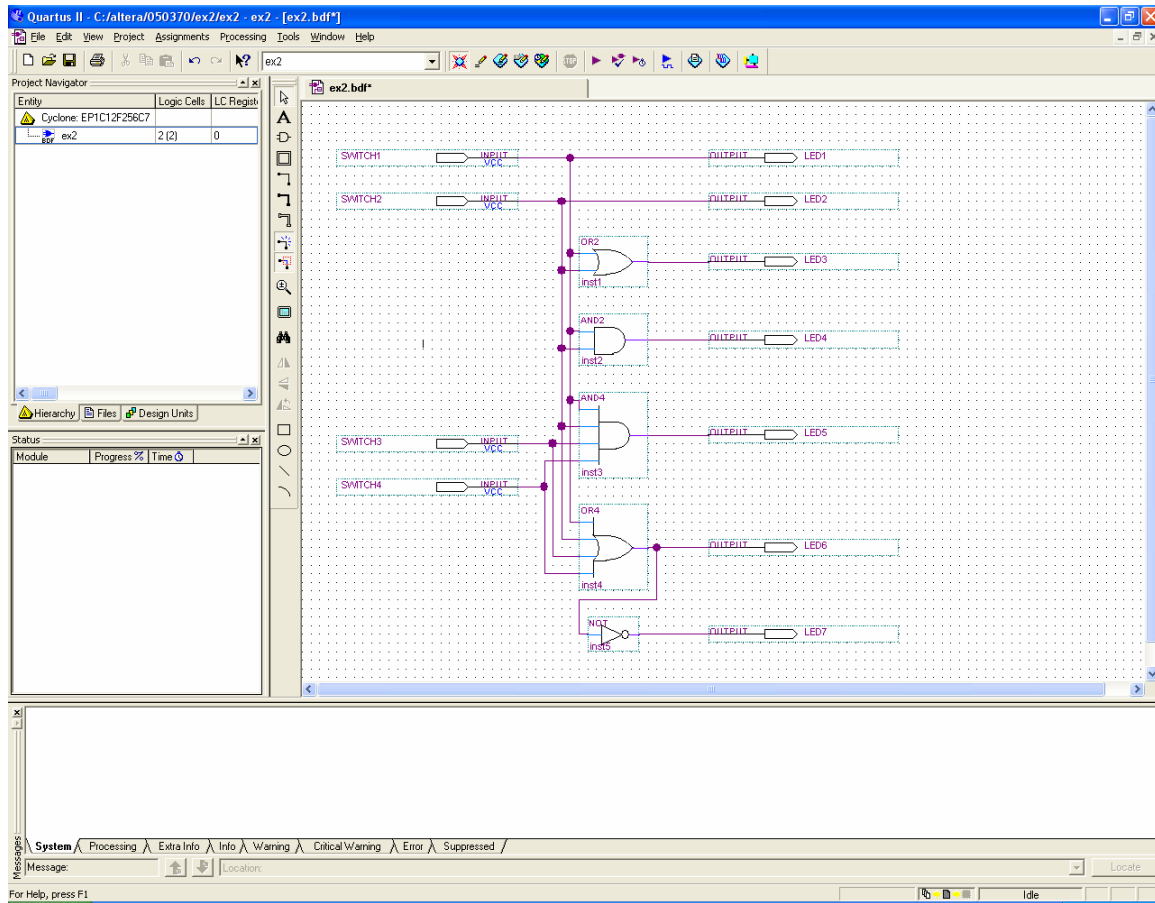 Quartus II - C:/altera/050370/ex2/ex2 - ex2 - [ex2.bdf*]
File Edit View Project Assignments Processing Tools Window Help
ex2
Project Navigator
Entity Logic Cells LC Regist
Cyclone: EP1C12F256C7
BDF ex2 2 (2) 0
Hierarchy Files Design Units
Status
Module Progress % Time
ex2.bdf*
SWITCH1 INPUT VCC OUTPUT LED1
SWITCH2 INPUT VCC OUTPUT LED2
OR2
OUTPUT LED3
inst1
AND2
OUTPUT LED4
inst2
AND4
SWITCH3 INPUT VCC OUTPUT LED5
inst3
SWITCH4 INPUT VCC
OR4
OUTPUT LED6
inst4
NOT
OUTPUT LED7
inst5
Messages
System Processing Extra Info Info Warning Critical Warning Error Suppressed
Message: Location: Locate
For Help, press F1 Idle